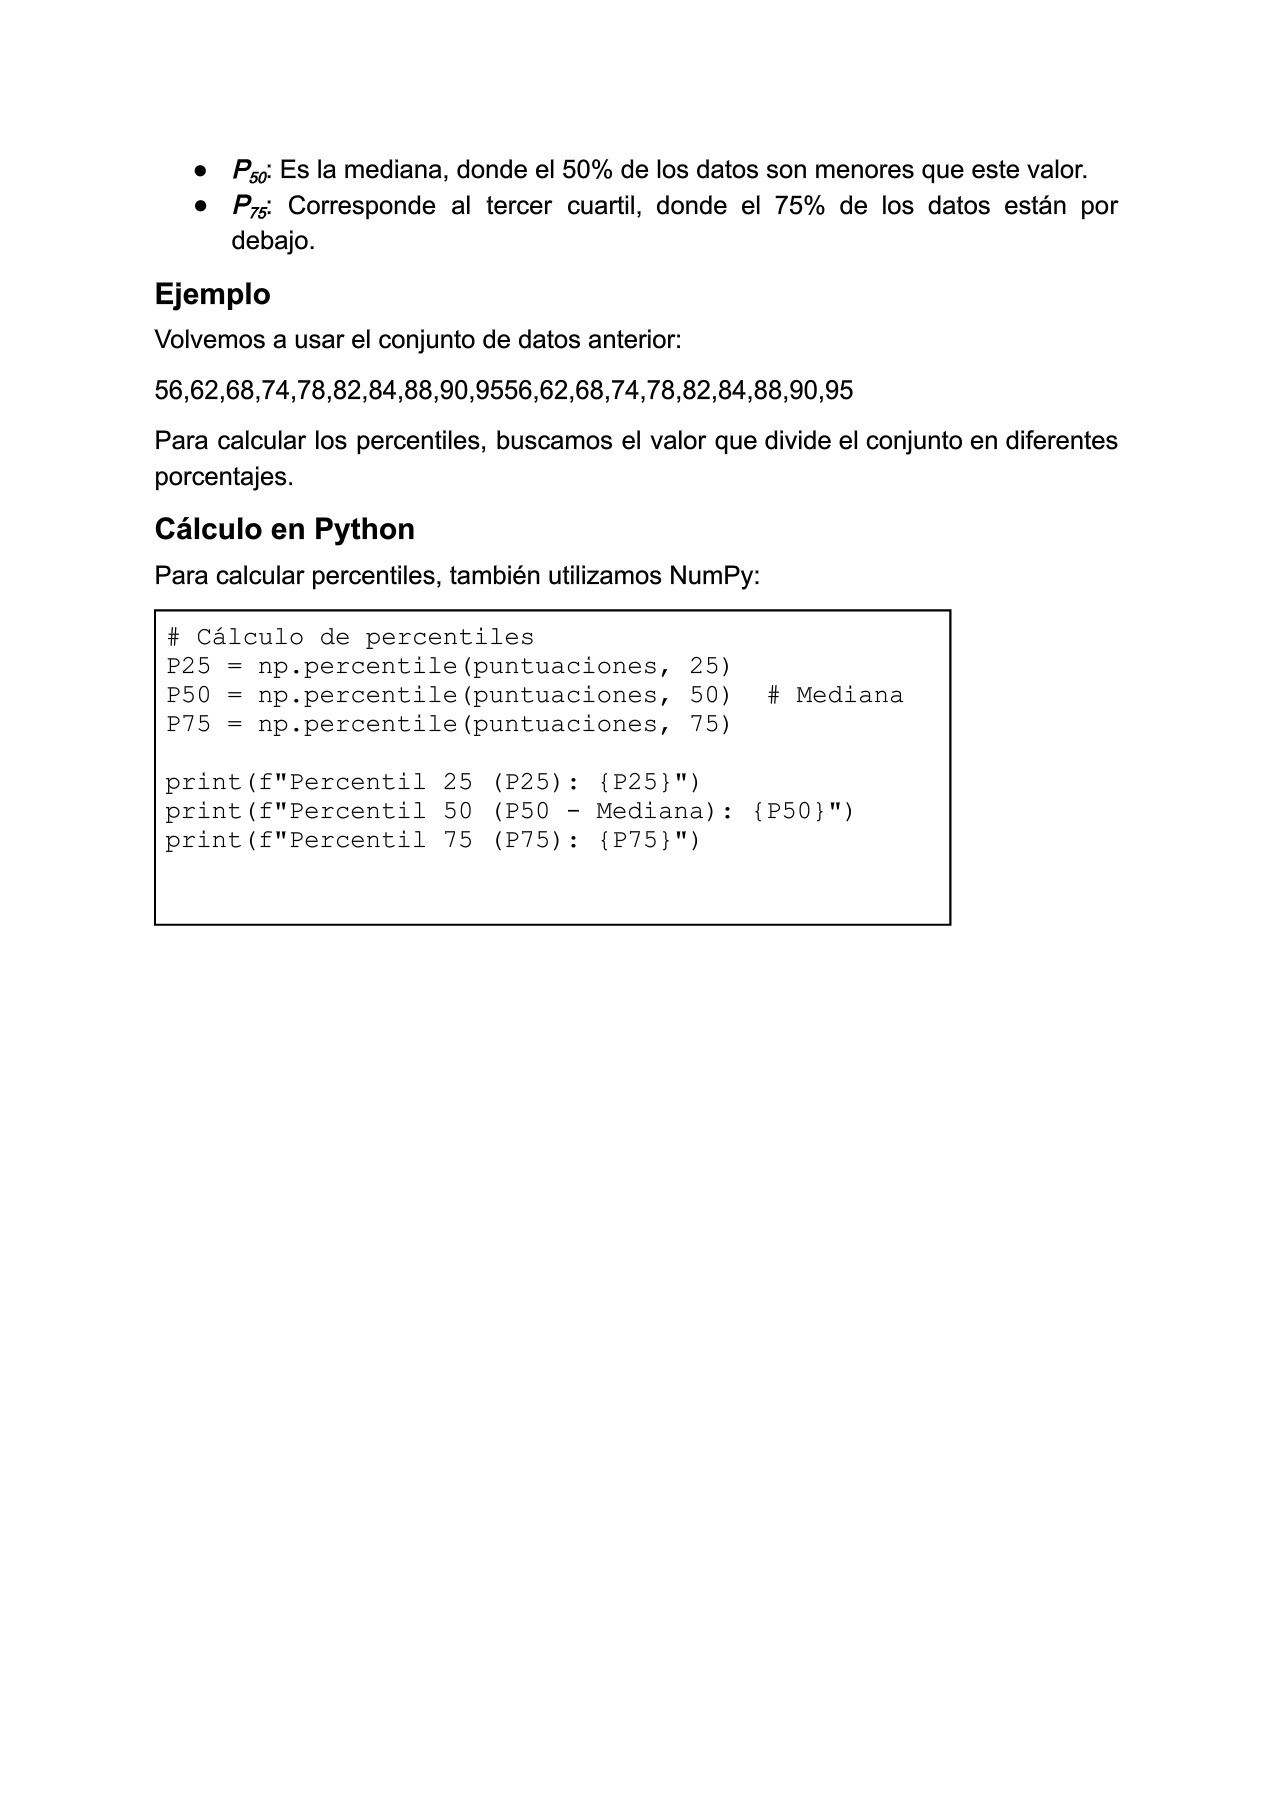 ● P50: Es la mediana, donde el 50% de los datos son menores que este valor.
● P75: Corresponde al tercer cuartil, donde el 75% de los datos están por
debajo.
Ejemplo
Volvemos a usar el conjunto de datos anterior:
56,62,68,74,78,82,84,88,90,9556,62,68,74,78,82,84,88,90,95
Para calcular los percentiles, buscamos el valor que divide el conjunto en diferentes
porcentajes.
Cálculo en Python
Para calcular percentiles, también utilizamos NumPy:
# Cálculo de percentiles
P25 = np.percentile(puntuaciones, 25)
P50 = np.percentile(puntuaciones, 50)  # Mediana
P75 = np.percentile(puntuaciones, 75)
print(f"Percentil 25 (P25): {P25}")
print(f"Percentil 50 (P50 - Mediana): {P50}")
print(f"Percentil 75 (P75): {P75}")